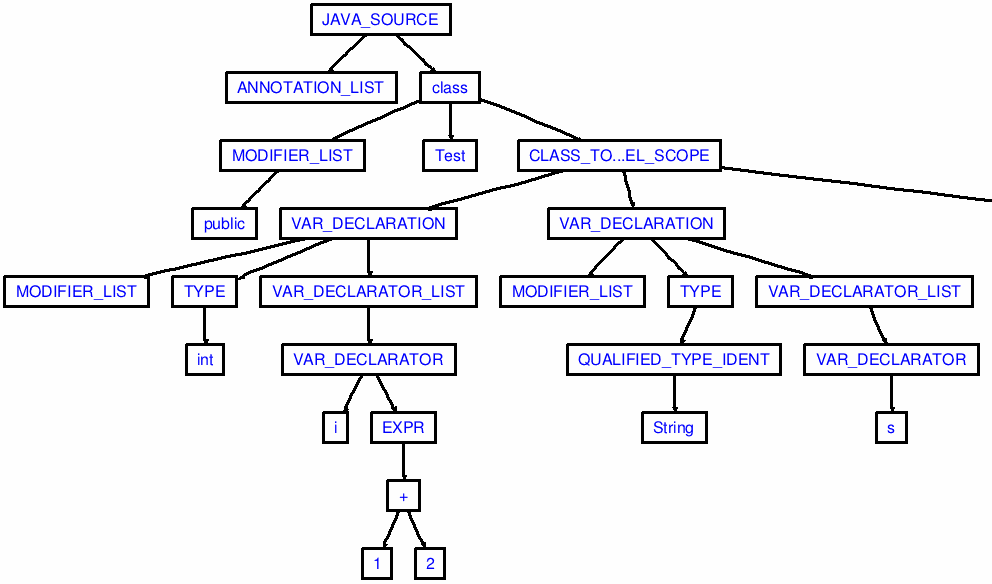 JAVA_SOURCE
ANNOTATION_LIST
class
MODIFIER_LIST
Test
CLASS_TO...EL_SCOPE
public
VAR_DECLARATION
VAR_DECLARATION
MODIFIER_LIST
TYPE
VAR_DECLARATOR_LIST
MODIFIER_LIST
TYPE
VAR_DECLARATOR_LIST
int
VAR_DECLARATOR
QUALIFIED_TYPE_IDENT
VAR_DECLARATOR
i
EXPR
String
s
+
1
2